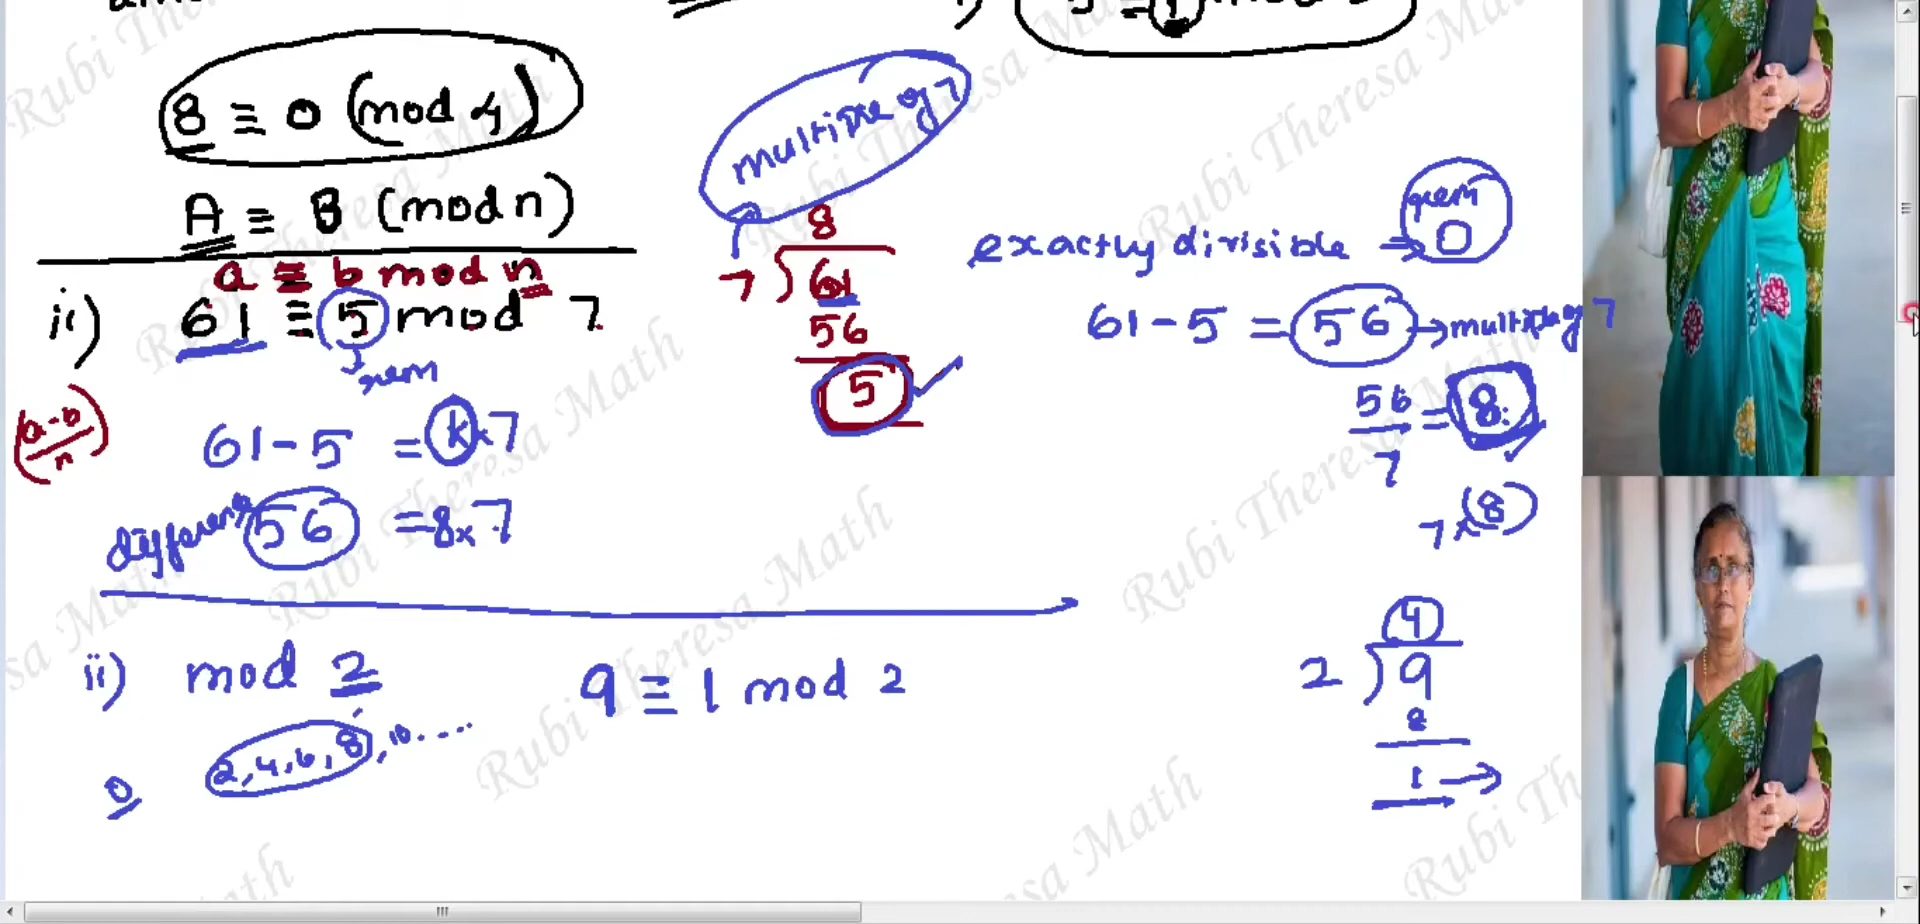 8 ≡ 0 (mod 4)
A ≡ B (mod n)
a ≡ b mod n
ii) 61 ≡ 5 mod 7
rem
(a-b/n)
61 - 5 = k x 7
difference 56 = 8 x 7
multiple of 7
8
7 ) 61
56
5
exactly divisible ⇒ rem 0
61 - 5 = 56 → multiple of 7
56/7 = 8
7 x (8)
ii) mod 2
9 ≡ 1 mod 2
2, 4, 6, 8, 10 ....
0
4
2 ) 9
8
1 →
Rubi Theresa Math